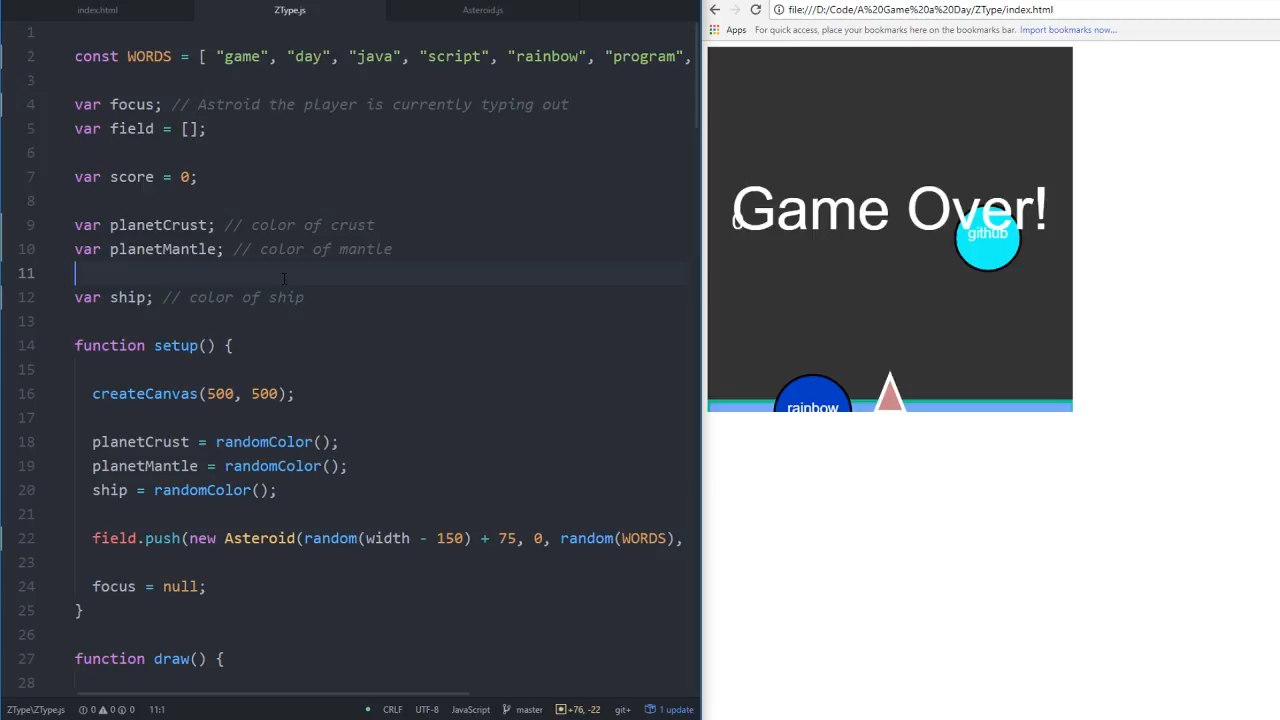 index.html
ZType.js
Asteroid.js
1
2 const WORDS = [ "game", "day", "java", "script", "rainbow", "program",
3
4 var focus; // Astroid the player is currently typing out
5 var field = [];
6
7 var score = 0;
8
9 var planetCrust; // color of crust
10 var planetMantle; // color of mantle
11
12 var ship; // color of ship
13
14 function setup() {
15
16 createCanvas(500, 500);
17
18 planetCrust = randomColor();
19 planetMantle = randomColor();
20 ship = randomColor();
21
22 field.push(new Asteroid(random(width - 150) + 75, 0, random(WORDS),
23
24 focus = null;
25 }
26
27 function draw() {
28
ZType\ZType.js 0 0 0 11:1 CRLF UTF-8 JavaScript master +76, -22 git+ 1 update
file:///D:/Code/A%20Game%20a%20Day/ZType/index.html
Apps For quick access, place your bookmarks here on the bookmarks bar. Import bookmarks now...
Game Over!
0
github
rainbow